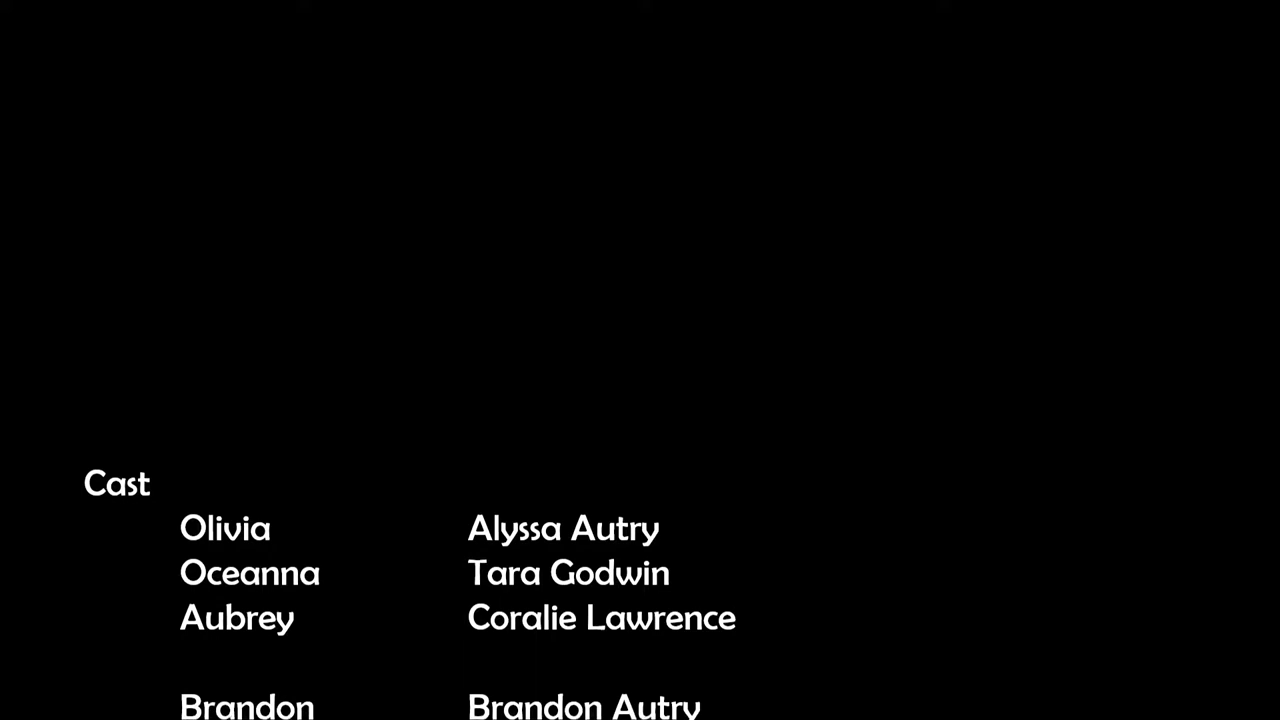 Cast
Olivia Alyssa Autry
Oceanna Tara Godwin
Aubrey Coralie Lawrence
Brandon Brandon Autry